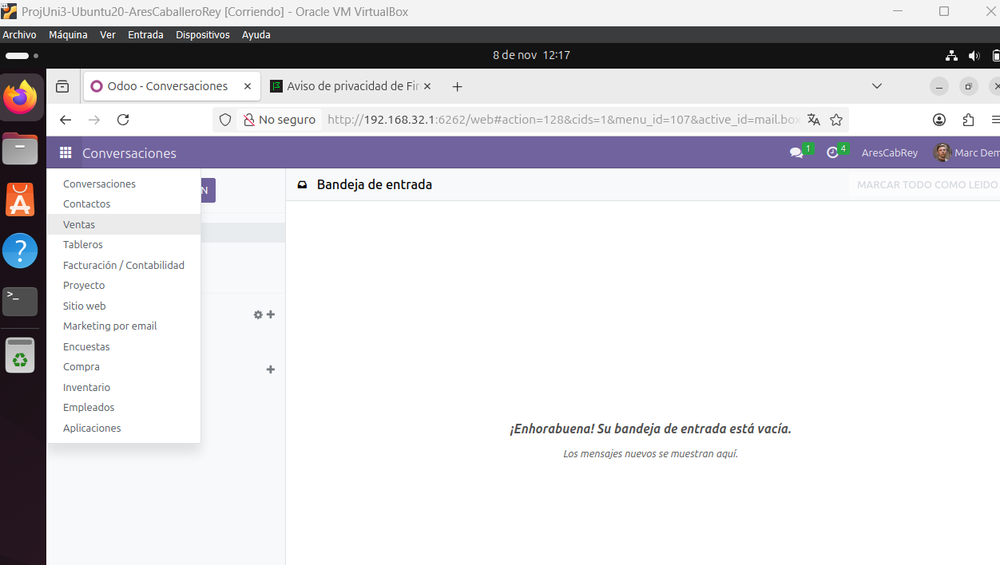 ProjUni3-Ubuntu20-AresCaballeroRey [Corriendo] - Oracle VM VirtualBox
Archivo Máquina Ver Entrada Dispositivos Ayuda
8 de nov 12:17
Odoo - Conversaciones
Aviso de privacidad de Fir
No seguro
http://192.168.32.1:6262/web#action=128&cids=1&menu_id=107&active_id=mail.box
Conversaciones
1
4
AresCabRey
Marc Dem
Conversaciones
Contactos
Ventas
Tableros
Facturación / Contabilidad
Proyecto
Sitio web
Marketing por email
Encuestas
Compra
Inventario
Empleados
Aplicaciones
N
Bandeja de entrada
MARCAR TODO COMO LEIDO
¡Enhorabuena! Su bandeja de entrada está vacía.
Los mensajes nuevos se muestran aquí.